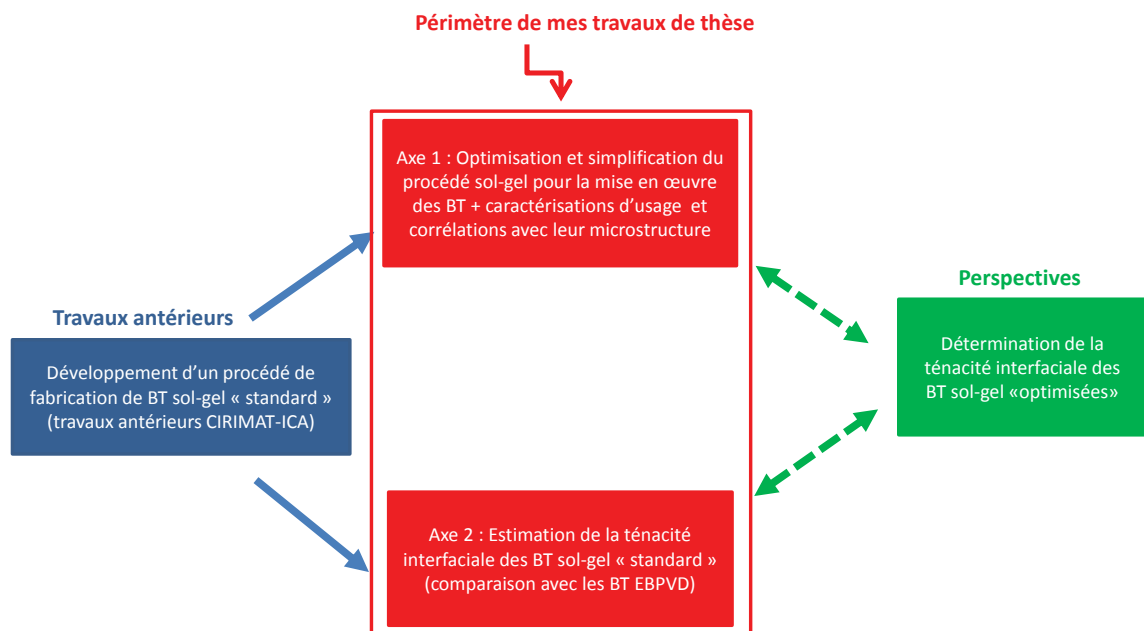 Périmètre de mes travaux de thèse
Axe 1 : Optimisation et simplification du
procédé sol-gel pour la mise en œuvre
des BT + caractérisations d’usage et
corrélations avec leur microstructure
Travaux antérieurs
Développement d’un procédé de
fabrication de BT sol-gel « standard »
(travaux antérieurs CIRIMAT-ICA)
Perspectives
Détermination de la
ténacité interfaciale des
BT sol-gel «optimisées»
Axe 2 : Estimation de la ténacité
interfaciale des BT sol-gel « standard »
(comparaison avec les BT EBPVD)